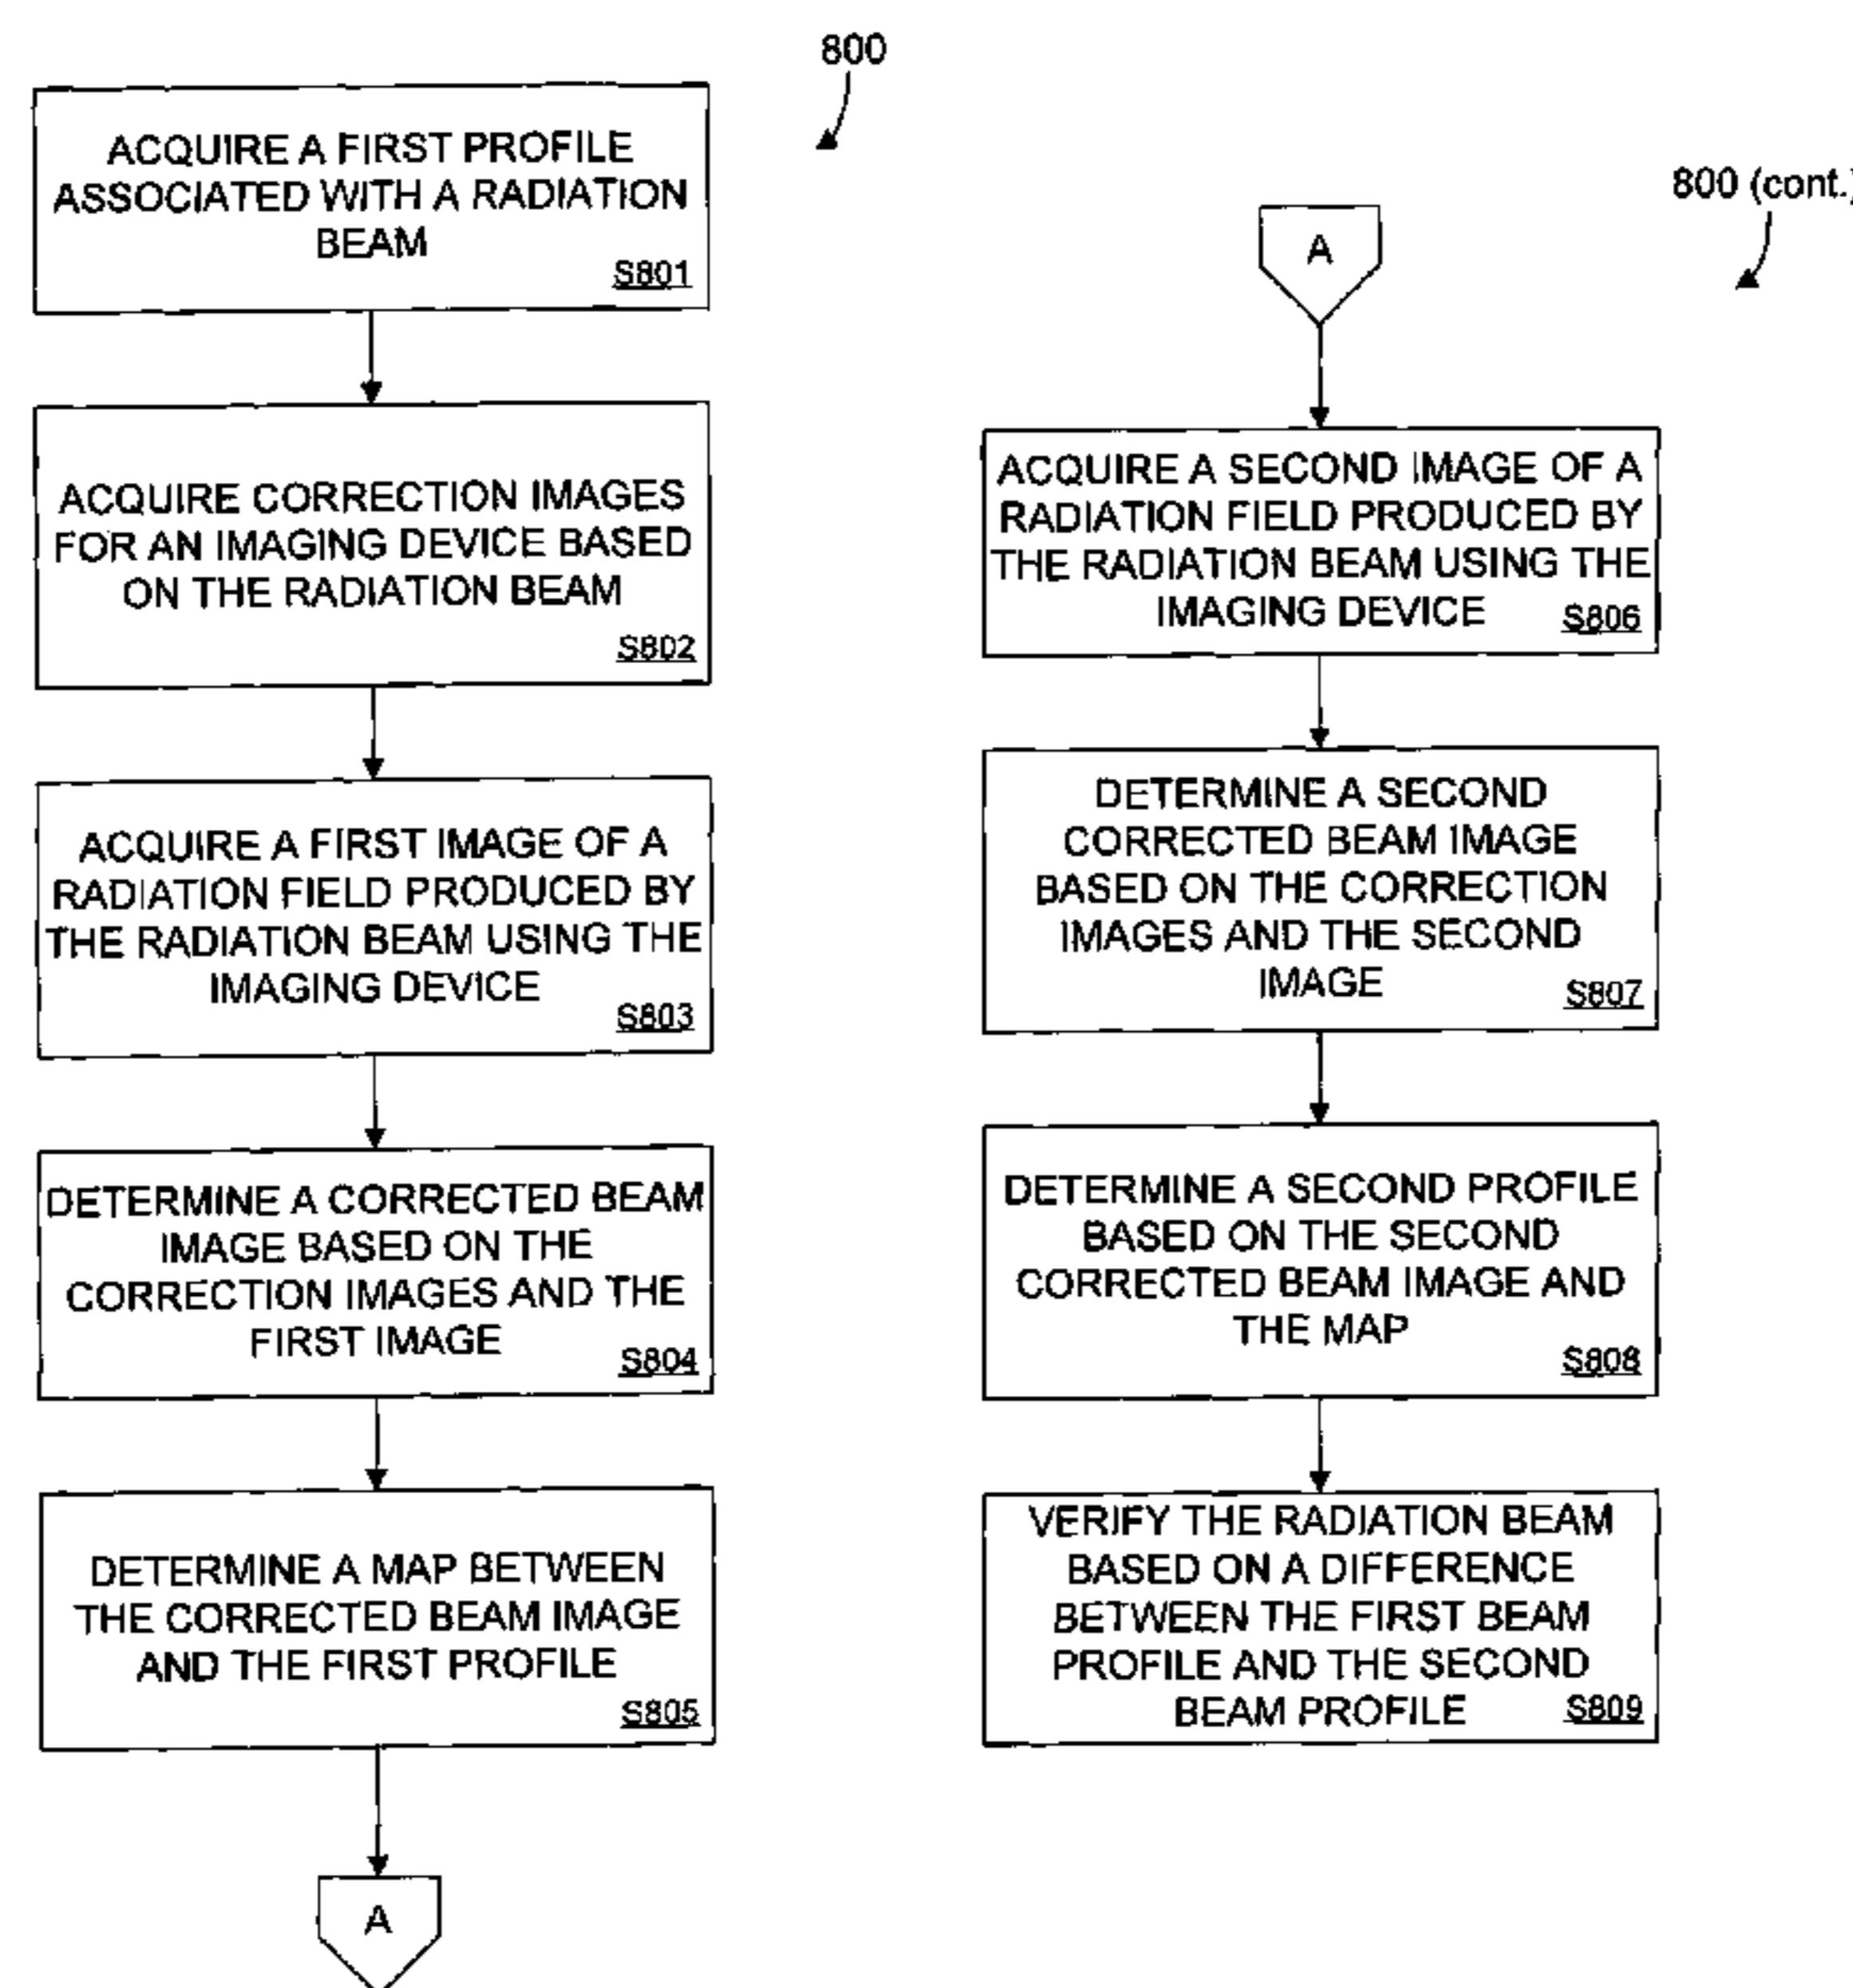 800
ACQUIRE A FIRST PROFILE
ASSOCIATED WITH A RADIATION
BEAM
S801
ACQUIRE CORRECTION IMAGES
FOR AN IMAGING DEVICE BASED
ON THE RADIATION BEAM
S802
ACQUIRE A FIRST IMAGE OF A
RADIATION FIELD PRODUCED BY
THE RADIATION BEAM USING THE
IMAGING DEVICE
S803
DETERMINE A CORRECTED BEAM
IMAGE BASED ON THE
CORRECTION IMAGES AND THE
FIRST IMAGE
S804
DETERMINE A MAP BETWEEN
THE CORRECTED BEAM IMAGE
AND THE FIRST PROFILE
S805
A
800 (cont.)
A
ACQUIRE A SECOND IMAGE OF A
RADIATION FIELD PRODUCED BY
THE RADIATION BEAM USING THE
IMAGING DEVICE
S806
DETERMINE A SECOND
CORRECTED BEAM IMAGE
BASED ON THE CORRECTION
IMAGES AND THE SECOND
IMAGE
S807
DETERMINE A SECOND PROFILE
BASED ON THE SECOND
CORRECTED BEAM IMAGE AND
THE MAP
S808
VERIFY THE RADIATION BEAM
BASED ON A DIFFERENCE
BETWEEN THE FIRST BEAM
PROFILE AND THE SECOND
BEAM PROFILE
S809